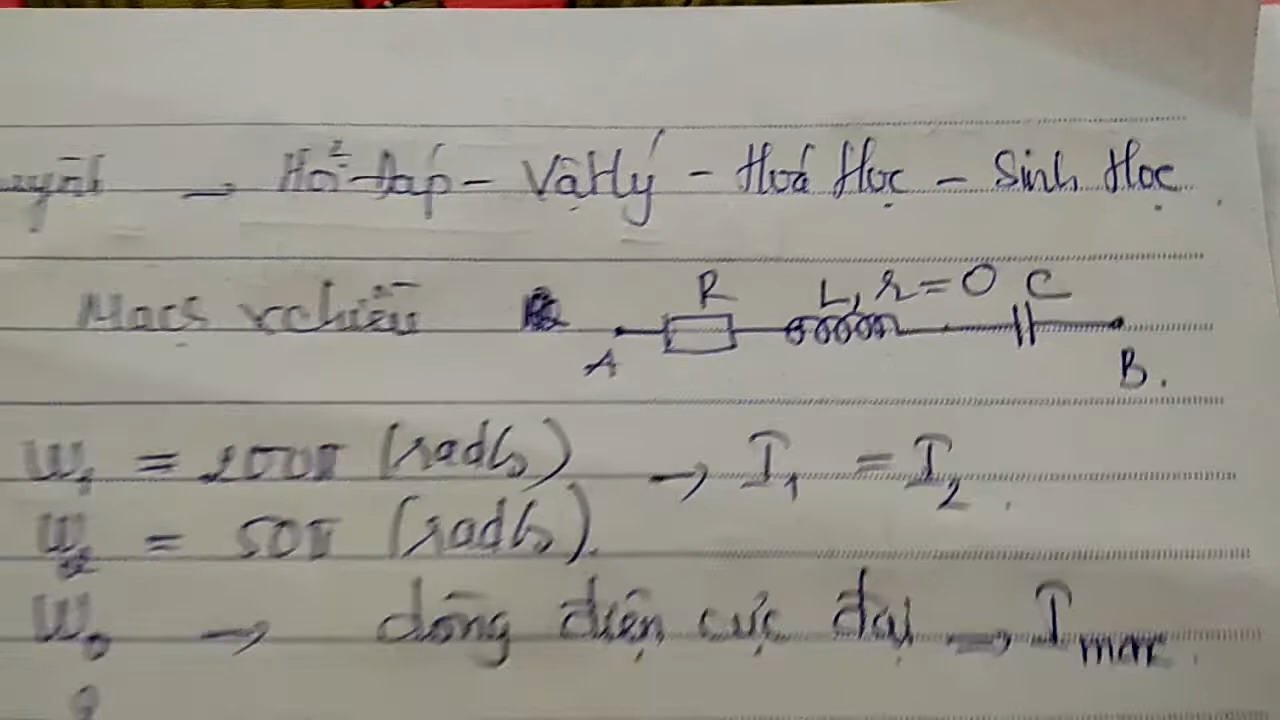 → Hỏi-đáp - Vật lý - Hoá Học - Sinh Học.
Mạch xchiều
R L, r=0 C
A B.
ω₁ = 200π (rad/s) → I₁ = I₂.
ω₂ = 50π (rad/s).
ω₀ → dòng điện cực đại → Imax.
?